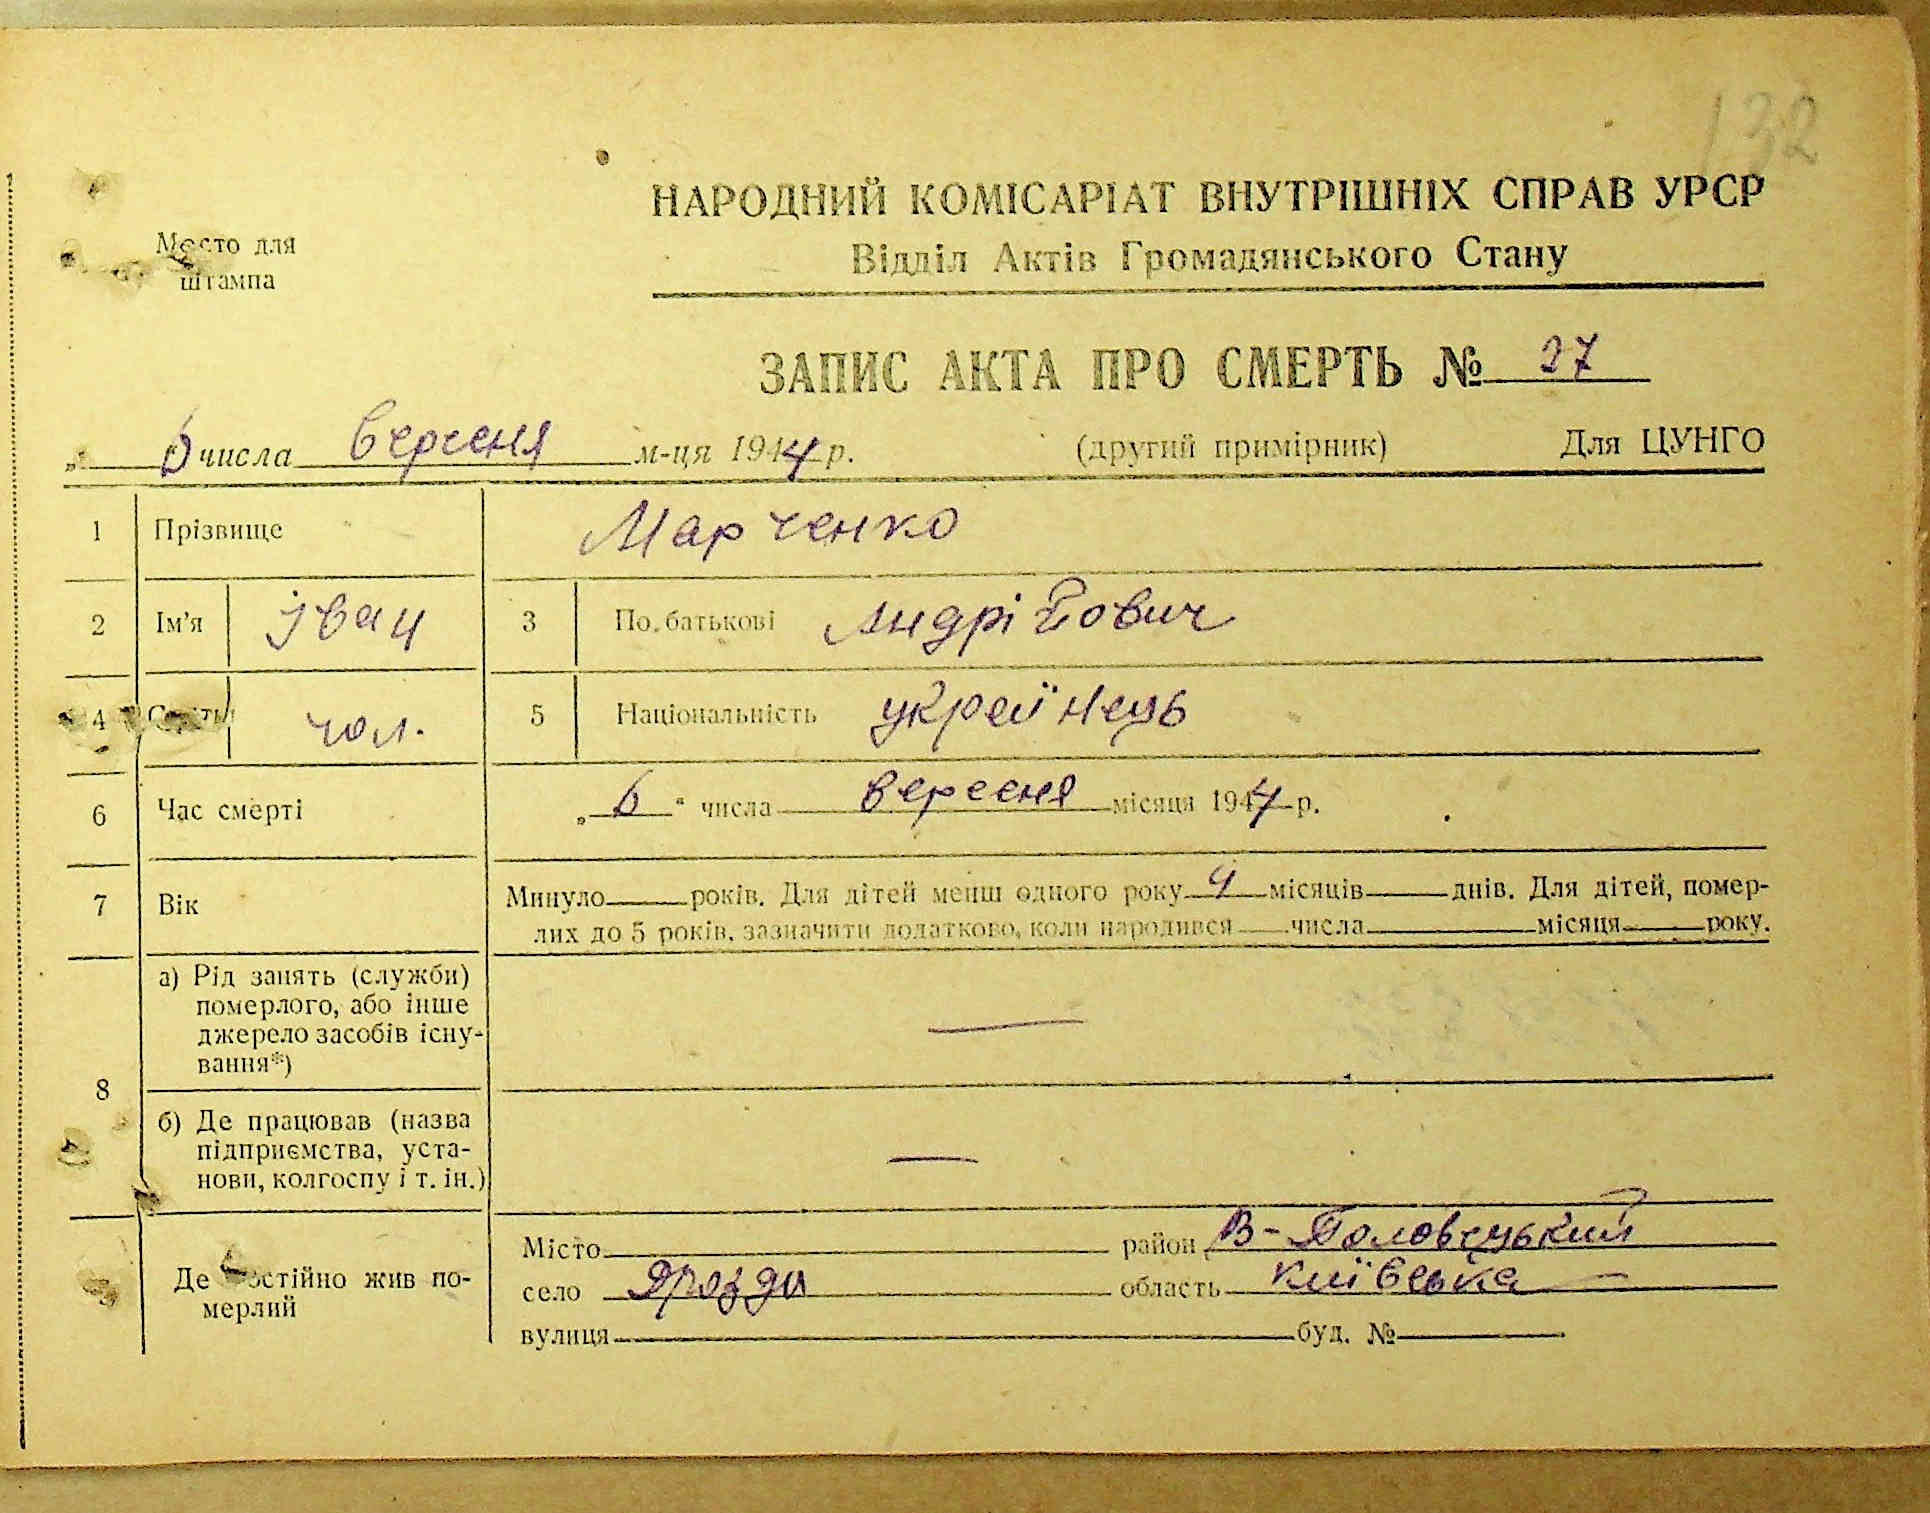 132
НАРОДНИЙ КОМІСАРІАТ ВНУТРІШНІХ СПРАВ УРСР
Место для
штампа
Відділ Актів Громадянського Стану
ЗАПИС АКТА ПРО СМЕРТЬ № 27
„ 6 числа вересня м-ця 1944 р. (другий примірник) Для ЦУНГО
1 Прізвище Марченко
2 Ім'я Іван 3 По батькові Андрійович
4 чол. 5 Національність українець
6 Час смерті „ 6 “ числа вересня місяця 1944 р.
7 Вік Минуло років. Для дітей менш одного року 4 місяців днів. Для дітей, помер-
лих до 5 років, зазначити додатково, коли народився числа місяця року.
8 а) Рід занять (служби)
померлого, або інше
джерело засобів існу-
вання*) —
б) Де працював (назва
підприємства, уста-
нови, колгоспу і т. ін.) —
Де постійно жив по-
мерлий
Місто район В-Половецький
село Дрозди область Київська
вулиця буд. №